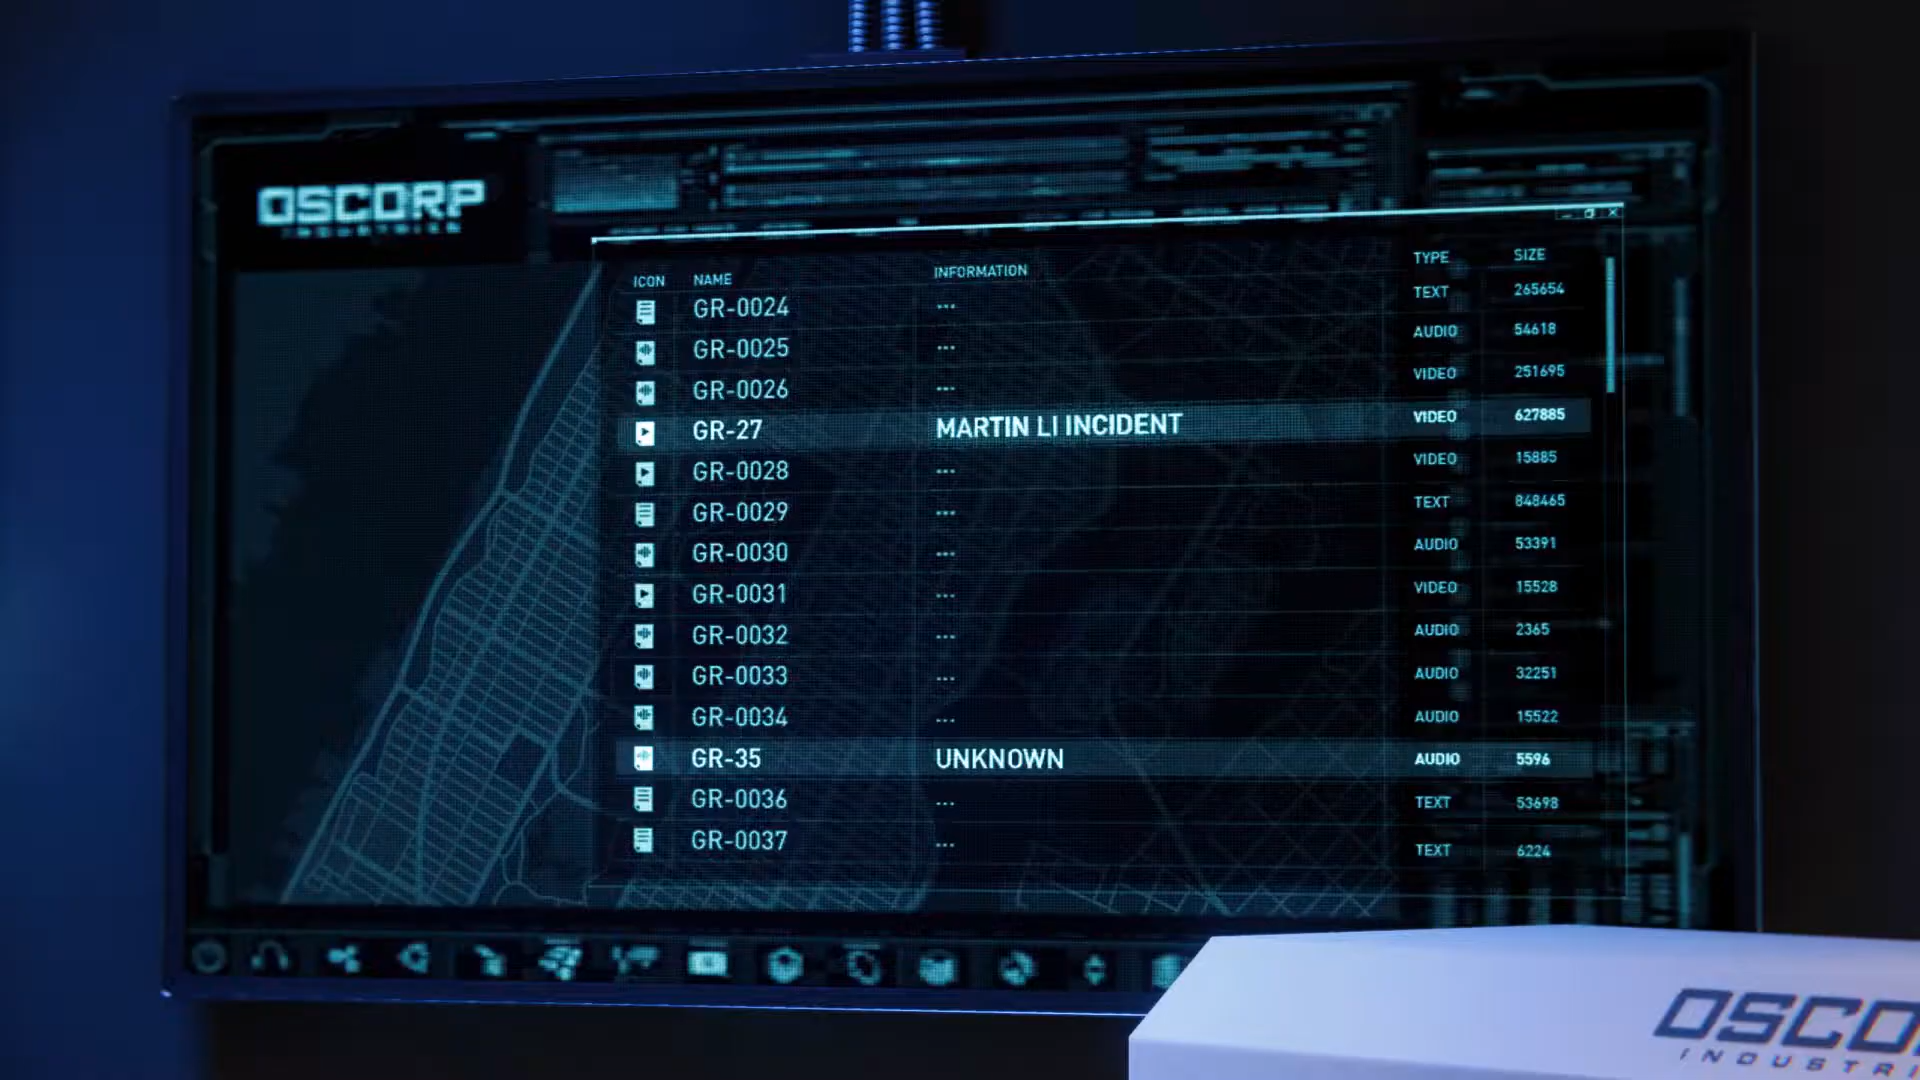 OSCORP
INDUSTRIES
ICON NAME INFORMATION TYPE SIZE
GR-0024 --- TEXT 265654
GR-0025 --- AUDIO 54618
GR-0026 --- VIDEO 251695
GR-27 MARTIN LI INCIDENT VIDEO 627885
GR-0028 --- VIDEO 15885
GR-0029 --- TEXT 848465
GR-0030 --- AUDIO 53391
GR-0031 --- VIDEO 15528
GR-0032 --- AUDIO 2365
GR-0033 --- AUDIO 32251
GR-0034 --- AUDIO 15522
GR-35 UNKNOWN AUDIO 5596
GR-0036 --- TEXT 53698
GR-0037 --- TEXT 6224
OSCO
INDUSTRI